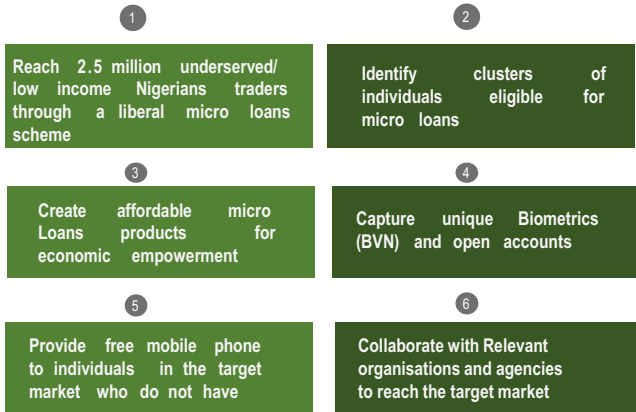 1
Reach 2.5 million underserved/
low income Nigerians traders
through a liberal micro loans
scheme
2
Identify clusters of
individuals eligible for
micro loans
3
Create affordable micro
Loans products for
economic empowerment
4
Capture unique Biometrics
(BVN) and open accounts
5
Provide free mobile phone
to individuals in the target
market who do not have
6
Collaborate with Relevant
organisations and agencies
to reach the target market